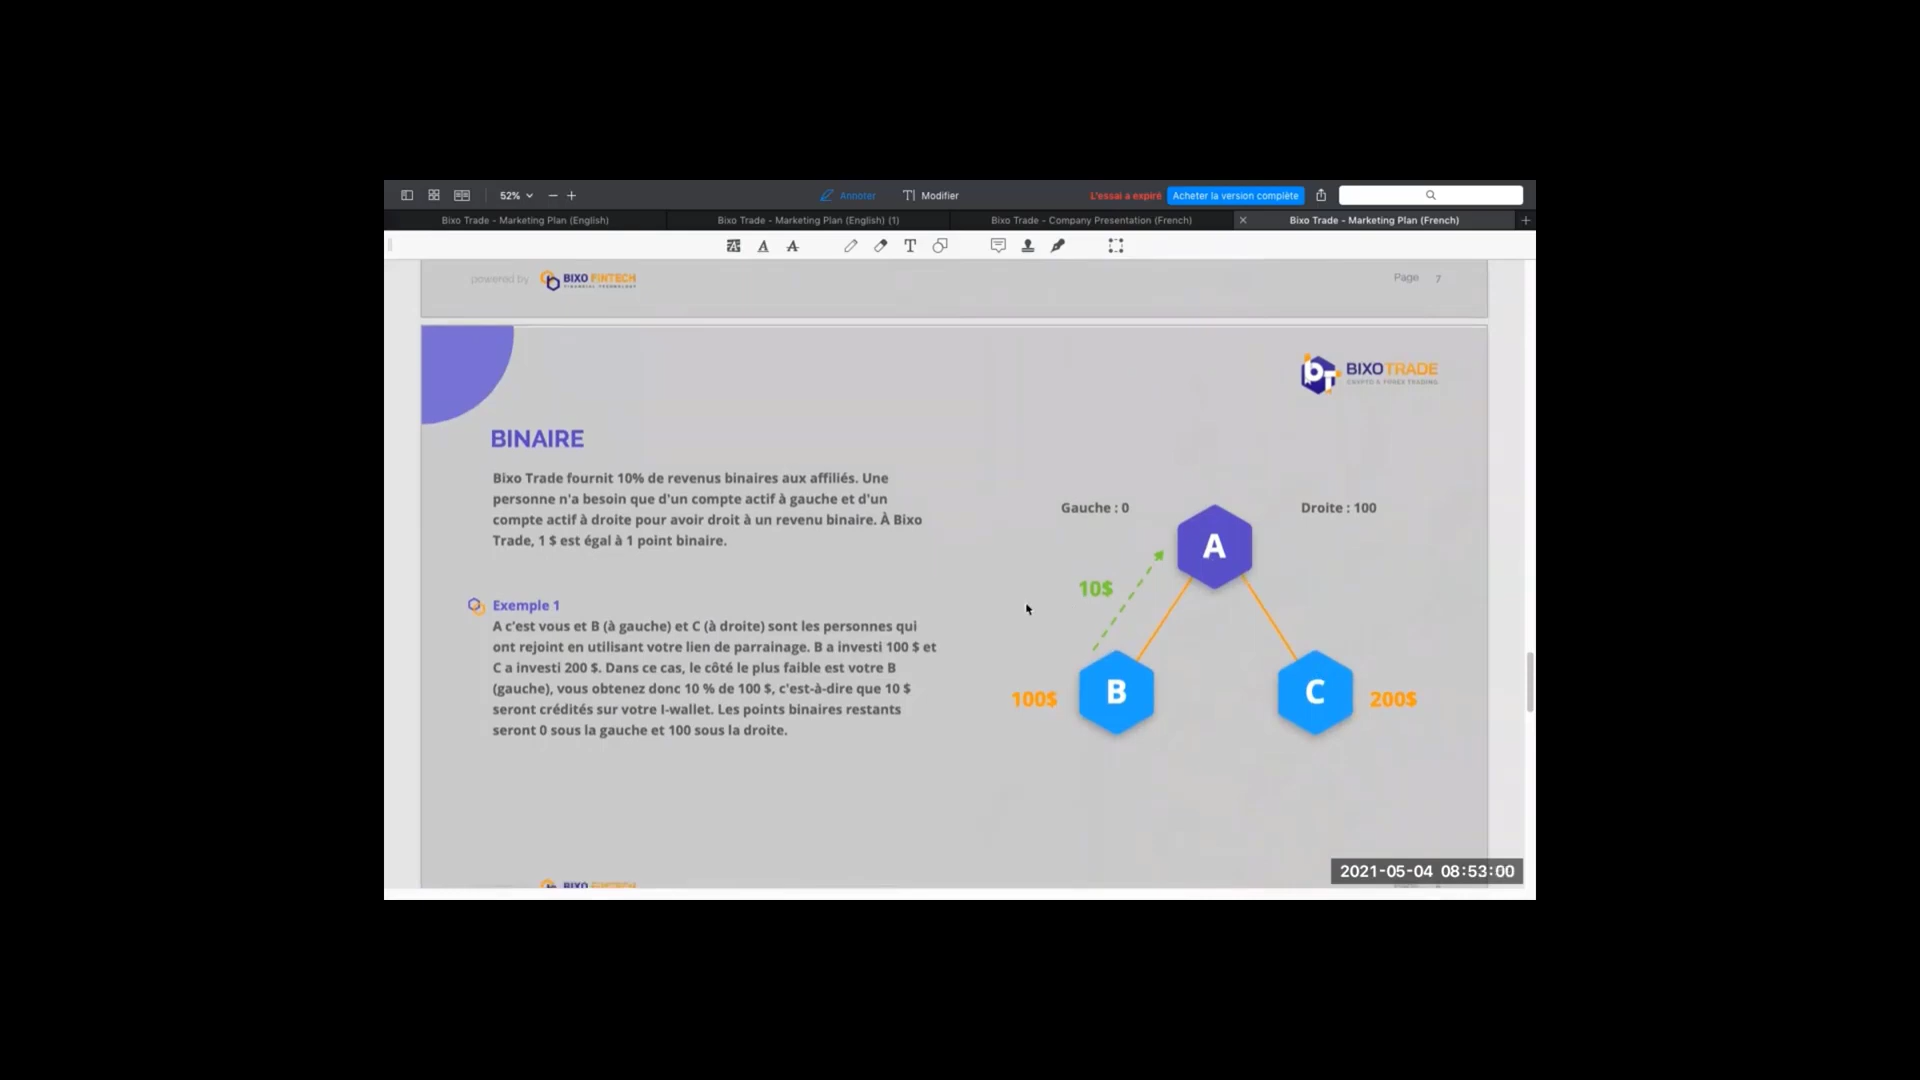 52%
Annoter
Modifier
L'essai a expiré
Acheter la version complète
Bixo Trade - Marketing Plan (English)
Bixo Trade - Marketing Plan (English) (1)
Bixo Trade - Company Presentation (French)
Bixo Trade - Marketing Plan (French)
powered by
BIXO FINTECH
FINANCIAL TECHNOLOGY
Page 7
BIXO TRADE
CRYPTO & FOREX TRADING
BINAIRE
Bixo Trade fournit 10% de revenus binaires aux affiliés. Une
personne n'a besoin que d'un compte actif à gauche et d'un
compte actif à droite pour avoir droit à un revenu binaire. À Bixo
Trade, 1 $ est égal à 1 point binaire.
Exemple 1
A c'est vous et B (à gauche) et C (à droite) sont les personnes qui
ont rejoint en utilisant votre lien de parrainage. B a investi 100 $ et
C a investi 200 $. Dans ce cas, le côté le plus faible est votre B
(gauche), vous obtenez donc 10 % de 100 $, c'est-à-dire que 10 $
seront crédités sur votre I-wallet. Les points binaires restants
seront 0 sous la gauche et 100 sous la droite.
Gauche : 0
Droite : 100
A
10$
100$
B
C
200$
BIXO FINTECH
2021-05-04 08:53:00